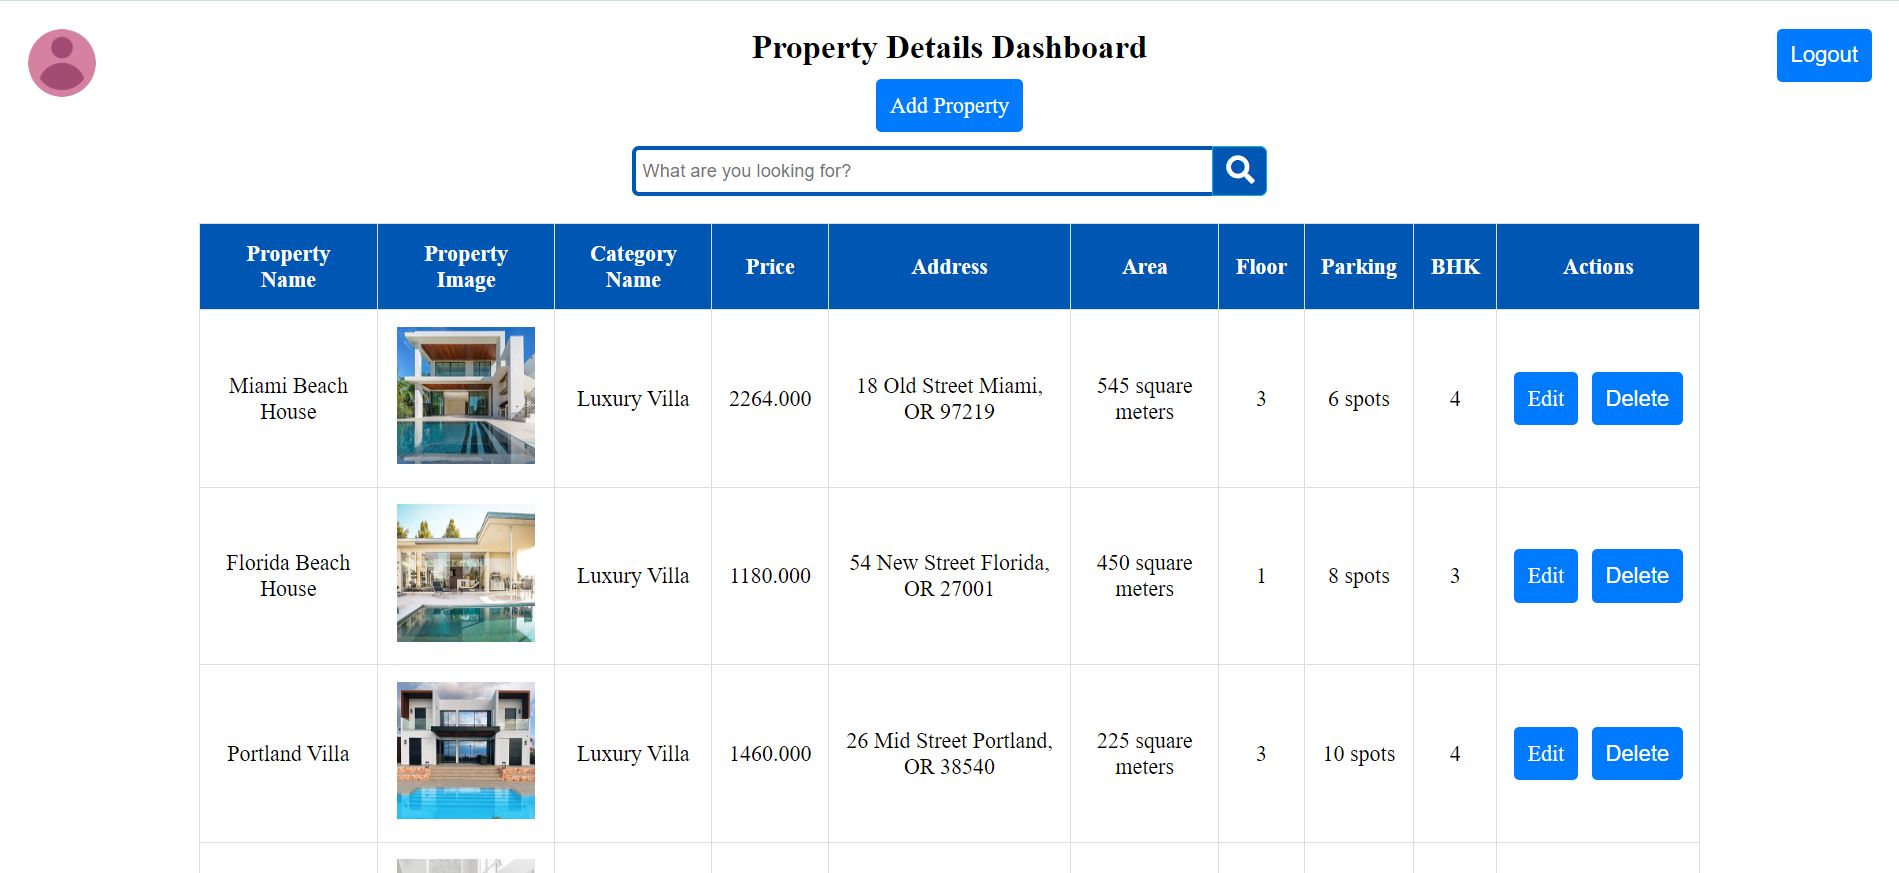 Property Details Dashboard
Logout
Add Property
What are you looking for?
Property Name Property Image Category Name Price Address Area Floor Parking BHK Actions
Miami Beach House Luxury Villa 2264.000 18 Old Street Miami, OR 97219 545 square meters 3 6 spots 4 Edit Delete
Florida Beach House Luxury Villa 1180.000 54 New Street Florida, OR 27001 450 square meters 1 8 spots 3 Edit Delete
Portland Villa Luxury Villa 1460.000 26 Mid Street Portland, OR 38540 225 square meters 3 10 spots 4 Edit Delete